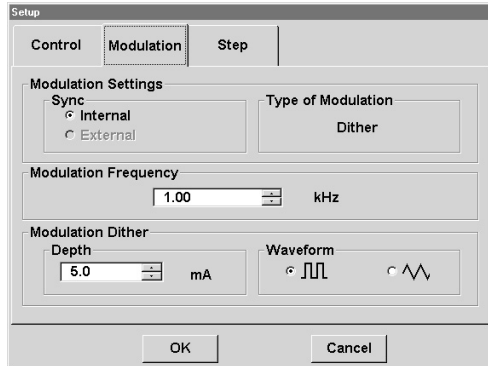 Setup
Control Modulation Step
Modulation Settings
Sync
Internal
External
Type of Modulation
Dither
Modulation Frequency
1.00 kHz
Modulation Dither
Depth
5.0 mA
Waveform
OK Cancel